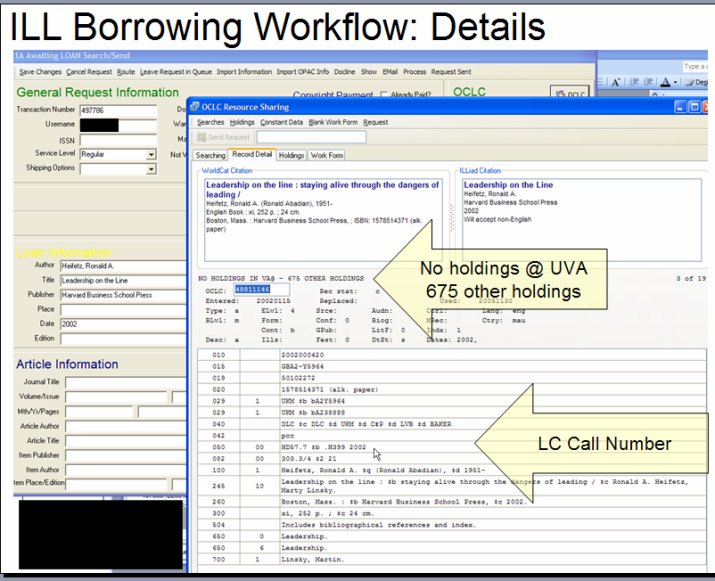 ILL Borrowing Workflow: Details
1A Awaiting LOAN Search/Send
Save Changes Cancel Request Route Leave Request in Queue Import Information Import OPAC Info Docline Show EMail Process Request Sent
General Request Information
Copyright Payment Already Paid?
OCLC
Type a
Transaction Number 497786
Username
ISSN
Service Level Regular
Shipping Options
Loan Information
Author Heifetz, Ronald A.
Title Leadership on the Line
Publisher Harvard Business School Press
Place
Date 2002
Edition
Article Information
Journal Title
Volume/Issue
Mth/Yr/Pages
Article Author
Article Title
Item Publisher
Item Author
Item Place/Edition
OCLC Resource Sharing
Searches Holdings Constant Data Blank Work Form Request
Send Request
Searching Record Detail Holdings Work Form
WorldCat Citation
Leadership on the line : staying alive through the dangers of
leading /
Heifetz, Ronald A. (Ronald Abadian), 1951-
English Book : xi, 252 p. ; 24 cm.
Boston, Mass. : Harvard Business School Press, ; ISBN: 1578514371 (alk.
paper)
ILLiad Citation
Leadership on the Line
Heifetz, Ronald A.
Harvard Business School Press
2002
Will accept non-English
No holdings @ UVA
675 other holdings
NO HOLDINGS IN VA@ - 675 OTHER HOLDINGS
3 of 19
OCLC: 48811146 Rec stat: c
Entered: 20020115 Replaced: Used: 20051130
Type: a ELvl: 4 Srce: Audn: Ctrl: Lang: eng
BLvl: m Form: Conf: 0 Biog: MRec: Ctry: mau
Cont: b GPub: LitF: 0 Indx: 1
Desc: a Ills: Fest: 0 DtSt: s Dates: 2002,
010 2002000420
015 GBA2-Y5964
019 50102272
020 1578514371 (alk. paper)
029 1 UKM ‡b bA2Y5964
029 1 UKM ‡b bA238888
040 DLC ‡c DLC ‡d UKM ‡d C#P ‡d LVB ‡d BAKER
042 pcc
050 00 HD57.7 ‡b .H399 2002
082 00 303.3/4 ‡2 21
100 1 Heifetz, Ronald A. ‡q (Ronald Abadian), ‡d 1951-
245 10 Leadership on the line : ‡b staying alive through the dangers of leading / ‡c Ronald A. Heifetz,
Marty Linsky.
260 Boston, Mass. : ‡b Harvard Business School Press, ‡c 2002.
300 xi, 252 p. ; ‡c 24 cm.
504 Includes bibliographical references and index.
650 0 Leadership.
650 6 Leadership.
700 1 Linsky, Martin.
LC Call Number